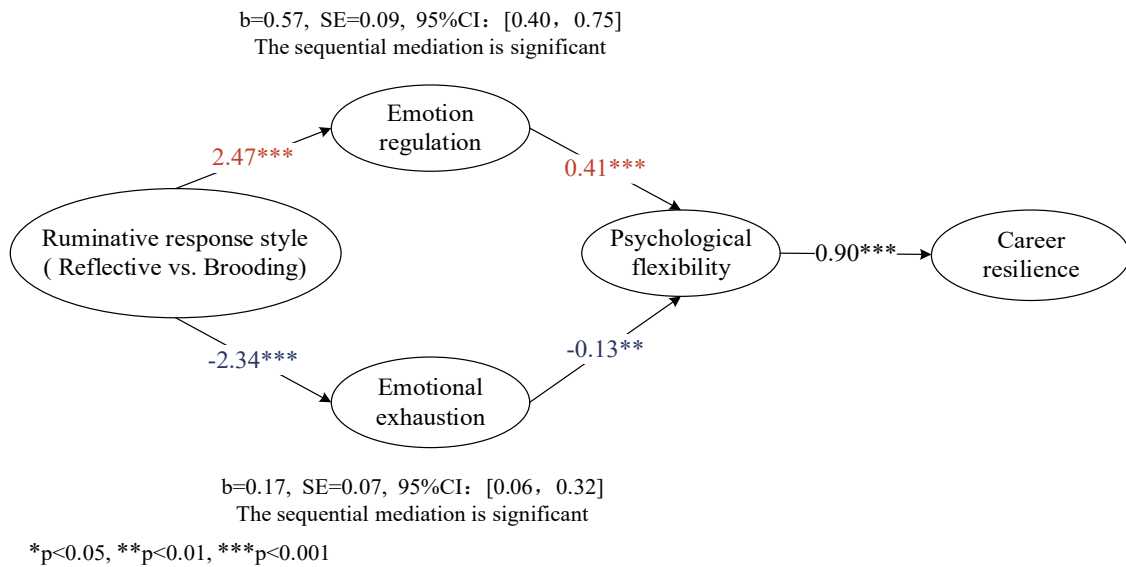 b=0.57, SE=0.09, 95%CI：[0.40，0.75]
The sequential mediation is significant
Emotion
regulation
2.47***
0.41***
Ruminative response style
( Reflective vs. Brooding)
Psychological
flexibility
0.90***
Career
resilience
-2.34***
-0.13**
Emotional
exhaustion
b=0.17, SE=0.07, 95%CI：[0.06，0.32]
The sequential mediation is significant
*p<0.05, **p<0.01, ***p<0.001